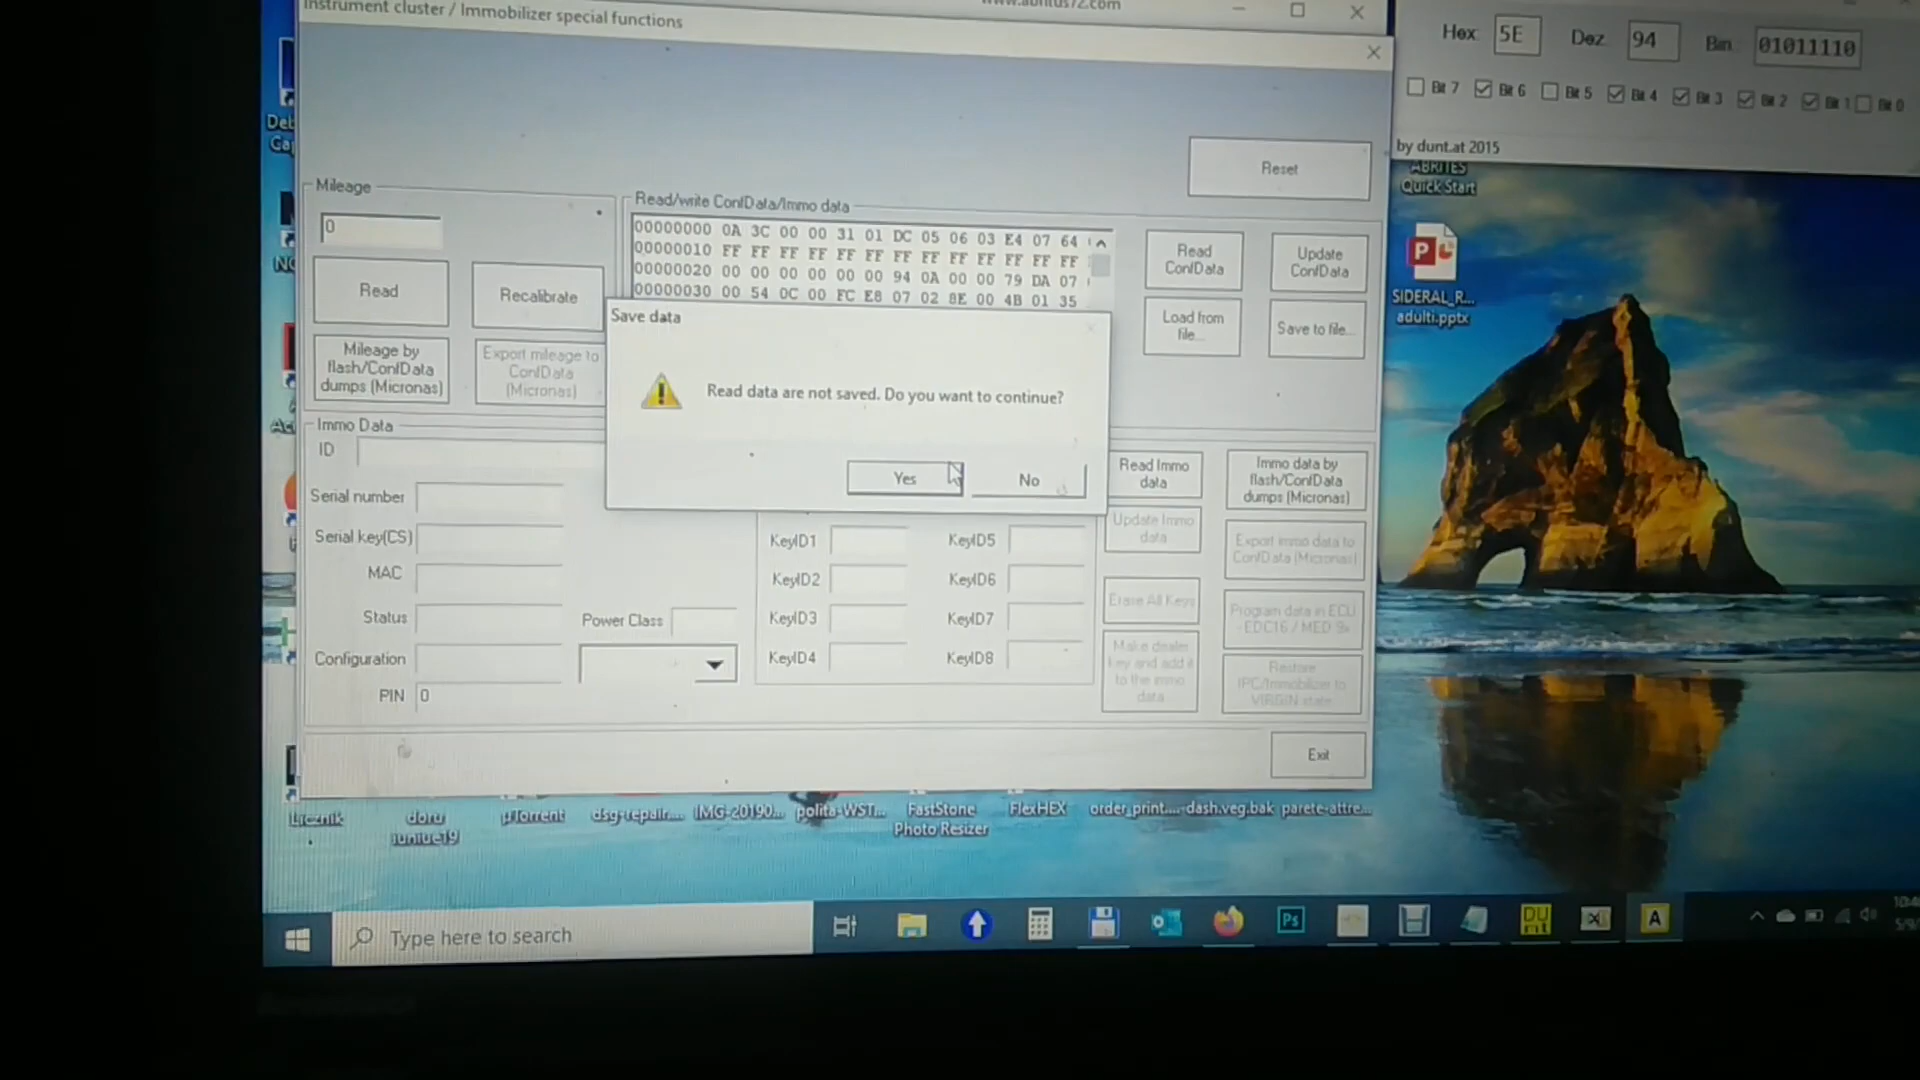 Instrument cluster / Immobilizer special functions
Hex 5E Dez 94 Bin 01011110
Bit 7 Bit 6 Bit 5 Bit 4 Bit 3 Bit 2 Bit 1 Bit 0
by dunt.at 2015
ABRITES
Quick Start
SIDERAL_R...
adulti.pptx
Reset
Mileage
0
Read
Recalibrate
Mileage by
flash/ConfData
dumps (Micronas)
Export mileage to
ConfData
(Micronas)
Read/write ConfData/Immo data
00000000 0A 3C 00 00 31 01 DC 05 06 03 E4 07 64
00000010 FF FF FF FF FF FF FF FF FF FF FF FF FF
00000020 00 00 00 00 00 00 94 0A 00 00 79 DA 07
00000030 00 54 0C 00 FC E8 07 02 8E 00 4B 01 35
Read
ConfData
Update
ConfData
Load from
file...
Save to file...
Save data
Read data are not saved. Do you want to continue?
Yes
No
Immo Data
ID
Serial number
Serial key(CS)
MAC
Status
Configuration
PIN 0
Power Class
KeyID1
KeyID2
KeyID3
KeyID4
KeyID5
KeyID6
KeyID7
KeyID8
Read Immo
data
Update Immo
data
Erase All Keys
Make dealer
key and add it
to the immo
data
Immo data by
flash/ConfData
dumps (Micronas)
Export immo data to
ConfData (Micronas)
Program data in ECU
EDC16 / MED 9x
Restore
IPC/Immobilizer to
VIRGIN state
Exit
Licznik
doru
iuniue19
µTorrent
dsg-repair....
IMG-20190...
polita-WST...
FastStone
Photo Resizer
FlexHEX
order_print....
-dash.veg.bak
parete-attre...
Type here to search
Ps
A